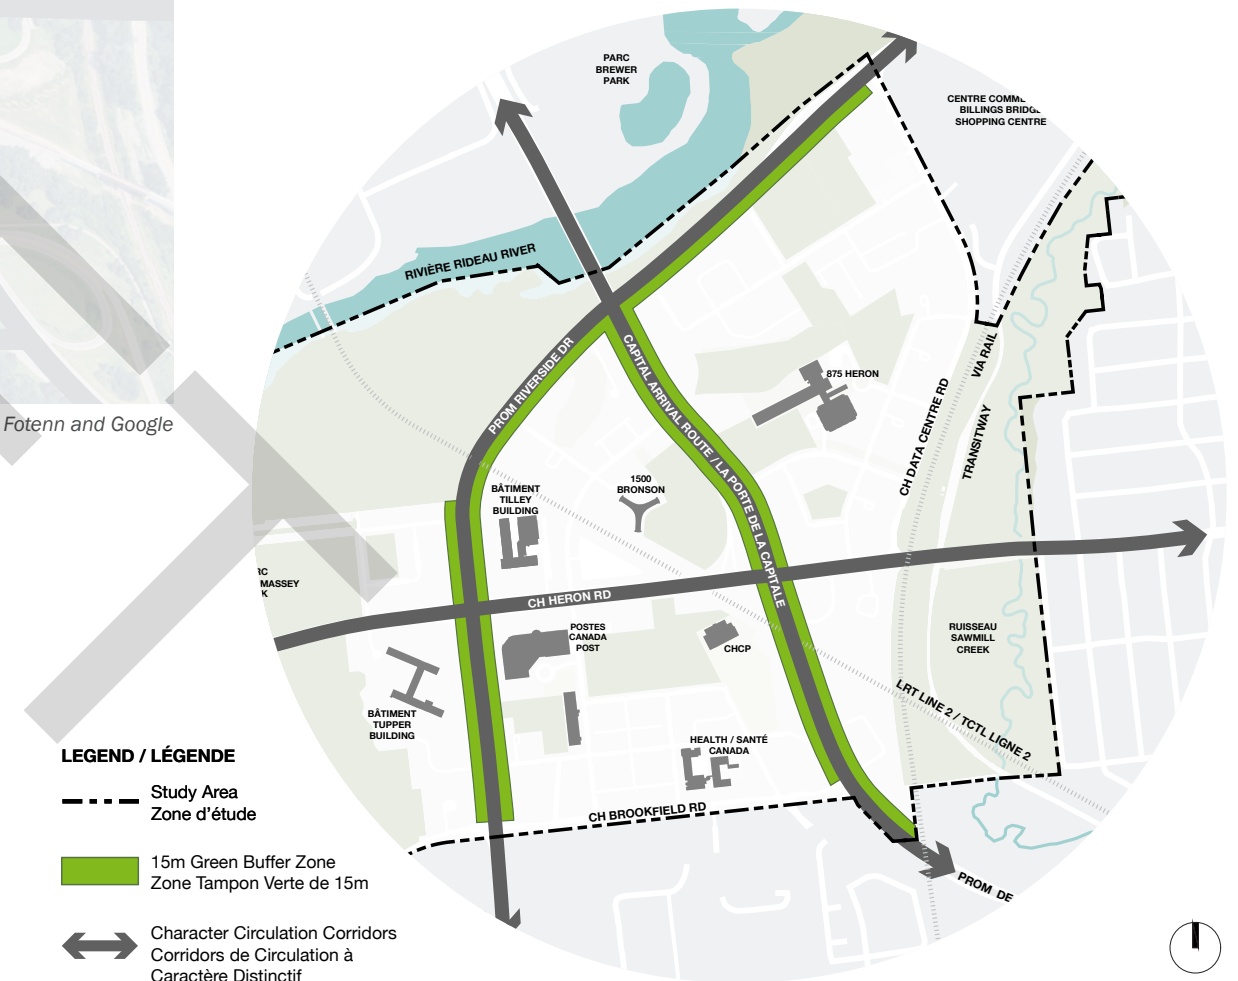 PARC
BREWER
PARK
CENTRE COMME
BILLINGS BRIDGE
SHOPPING CENTRE
RIVIÈRE RIDEAU RIVER
PROM RIVERSIDE DR
CAPITAL ARRIVAL ROUTE / LA PORTE DE LA CAPITALE
875 HERON
VIA RAIL
CH DATA CENTRE RD
TRANSITWAY
Fotenn and Google
1500
BRONSON
BÂTIMENT
TILLEY
BUILDING
MASSEY
CH HERON RD
POSTES
CANADA
POST
CHCP
RUISSEAU
SAWMILL
CREEK
LRT LINE 2 / TCTL LIGNE 2
BÂTIMENT
TUPPER
BUILDING
HEALTH / SANTÉ
CANADA
CH BROOKFIELD RD
PROM DE
LEGEND / LÉGENDE
Study Area
Zone d'étude
15m Green Buffer Zone
Zone Tampon Verte de 15m
Character Circulation Corridors
Corridors de Circulation à
Caractère Distinctif